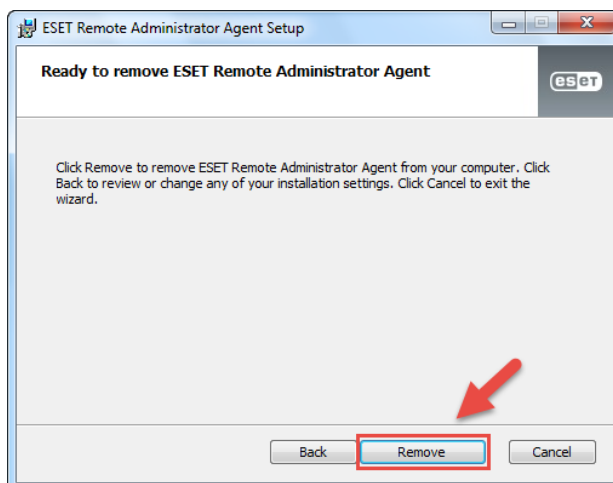 ESET Remote Administrator Agent Setup
Ready to remove ESET Remote Administrator Agent
eseT
Click Remove to remove ESET Remote Administrator Agent from your computer. Click
Back to review or change any of your installation settings. Click Cancel to exit the
wizard.
Back Remove Cancel